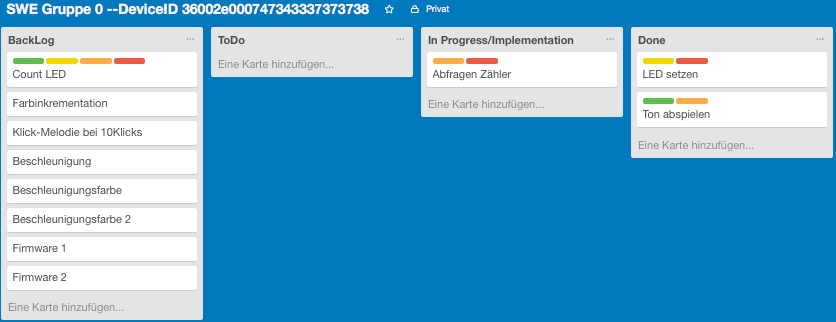 SWE Gruppe 0 --DeviceID 36002e000747343337373738 Privat
BackLog
Count LED
Farbinkrementation
Klick-Melodie bei 10Klicks
Beschleunigung
Beschleunigungsfarbe
Beschleunigungsfarbe 2
Firmware 1
Firmware 2
Eine Karte hinzufügen...
ToDo
Eine Karte hinzufügen...
In Progress/Implementation
Abfragen Zähler
Eine Karte hinzufügen...
Done
LED setzen
Ton abspielen
Eine Karte hinzufügen...